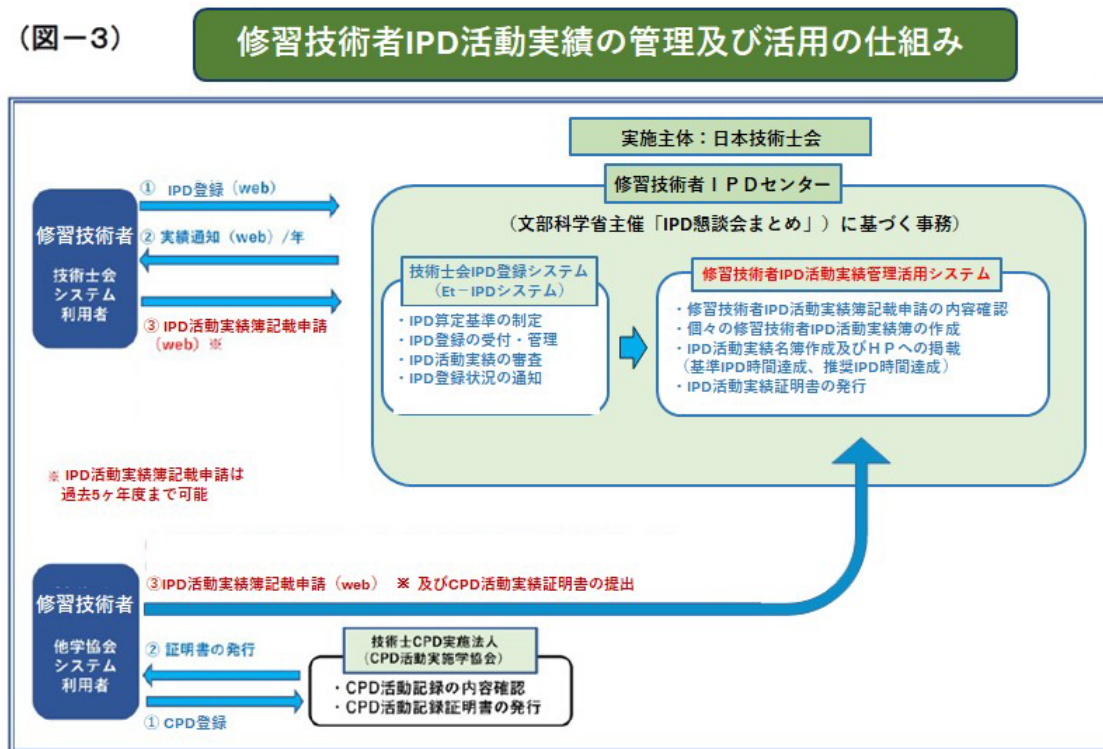 (図－3)
修習技術者IPD活動実績の管理及び活用の仕組み
実施主体：日本技術士会
修習技術者ＩＰＤセンター
(文部科学省主催「IPD懇談会まとめ」）に基づく事務)
修習技術者
技術士会
システム
利用者
① IPD登録（web）
② 実績通知（web）/年
③ IPD活動実績簿記載申請
（web）※
技術士会IPD登録システム
（Et－IPDシステム）
・IPD算定基準の制定
・IPD登録の受付・管理
・IPD活動実績の審査
・IPD登録状況の通知
修習技術者IPD活動実績管理活用システム
・修習技術者IPD活動実績簿記載申請の内容確認
・個々の修習技術者IPD活動実績簿の作成
・IPD活動実績名簿作成及びＨＰへの掲載
（基準IPD時間達成、推奨IPD時間達成）
・IPD活動実績証明書の発行
※ IPD活動実績簿記載申請は
過去5ヶ年度まで可能
修習技術者
他学協会
システム
利用者
③IPD活動実績簿記載申請（web） ※ 及びCPD活動実績証明書の提出
② 証明書の発行
① CPD登録
技術士CPD実施法人
(CPD活動実施学協会)
・CPD活動記録の内容確認
・CPD活動記録証明書の発行